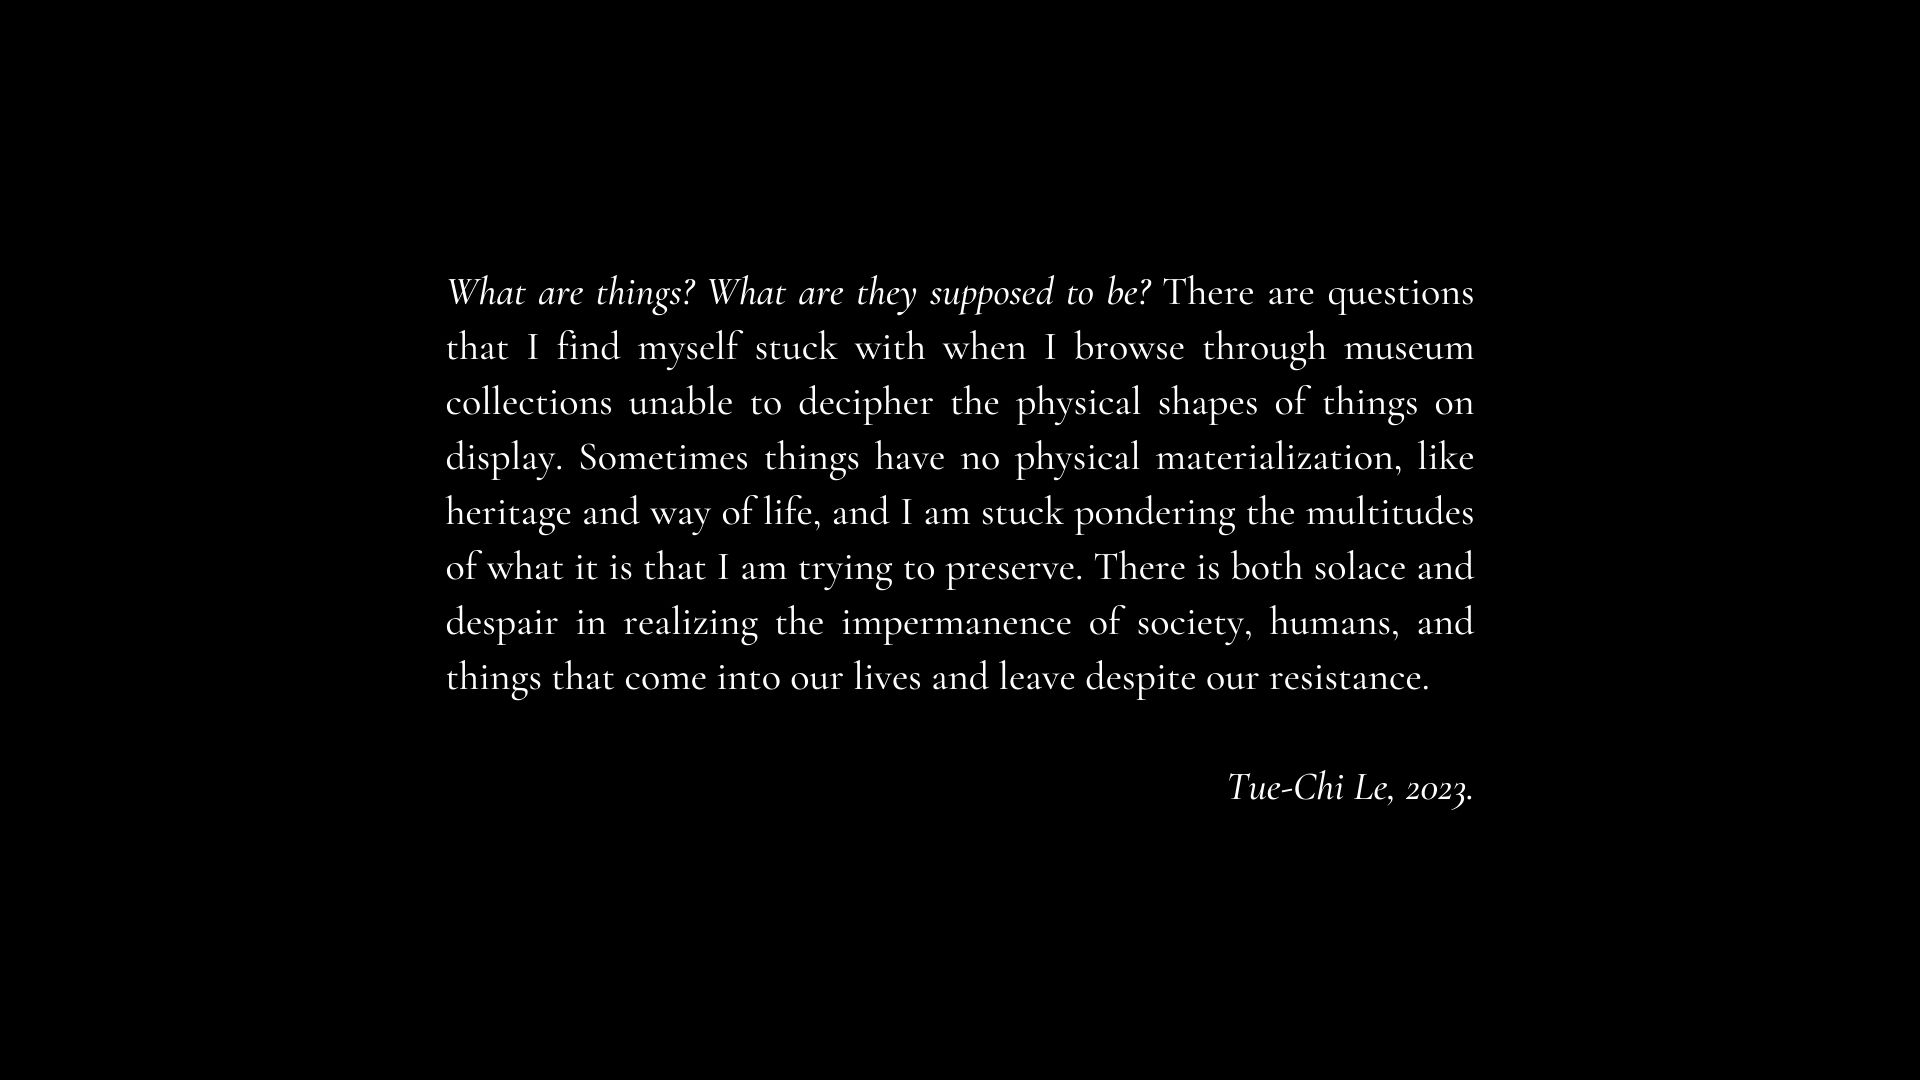 What are things? What are they supposed to be? There are questions
that I find myself stuck with when I browse through museum
collections unable to decipher the physical shapes of things on
display. Sometimes things have no physical materialization, like
heritage and way of life, and I am stuck pondering the multitudes
of what it is that I am trying to preserve. There is both solace and
despair in realizing the impermanence of society, humans, and
things that come into our lives and leave despite our resistance.
Tue-Chi Le, 2023.